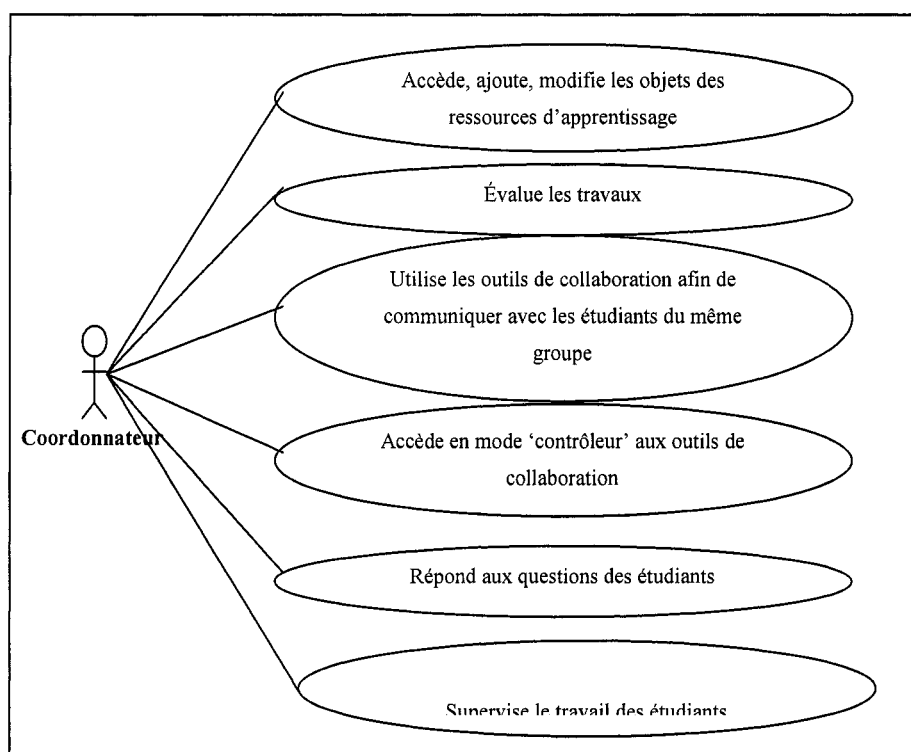 Accède, ajoute, modifie les objets des
ressources d'apprentissage
Évalue les travaux
Utilise les outils de collaboration afin de
communiquer avec les étudiants du même
groupe
Coordonnateur
Accède en mode ‘contrôleur’ aux outils de
collaboration
Répond aux questions des étudiants
Supervise le travail des étudiants